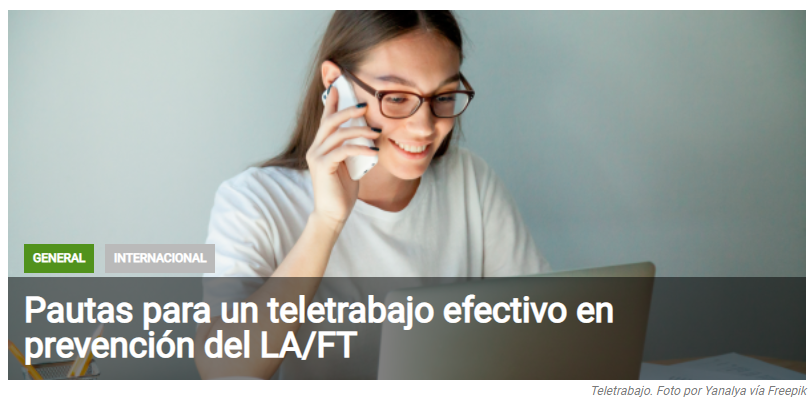 GENERAL INTERNACIONAL
Pautas para un teletrabajo efectivo en
prevención del LA/FT
Teletrabajo. Foto por Yanalya vía Freepik